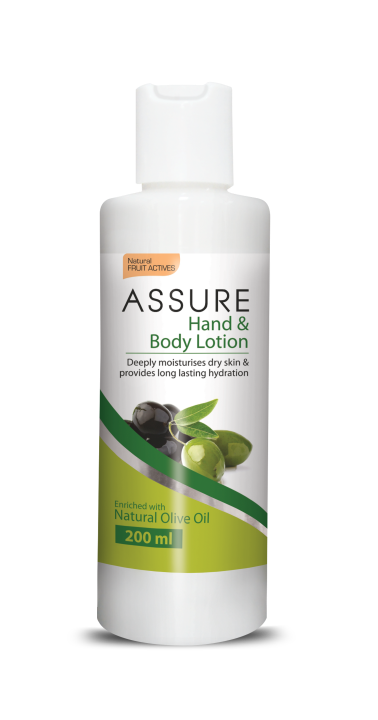 Natural
FRUIT ACTIVES
ASSURE
Hand &
Body Lotion
Deeply moisturises dry skin &
provides long lasting hydration
Enriched with
Natural Olive Oil
200 ml